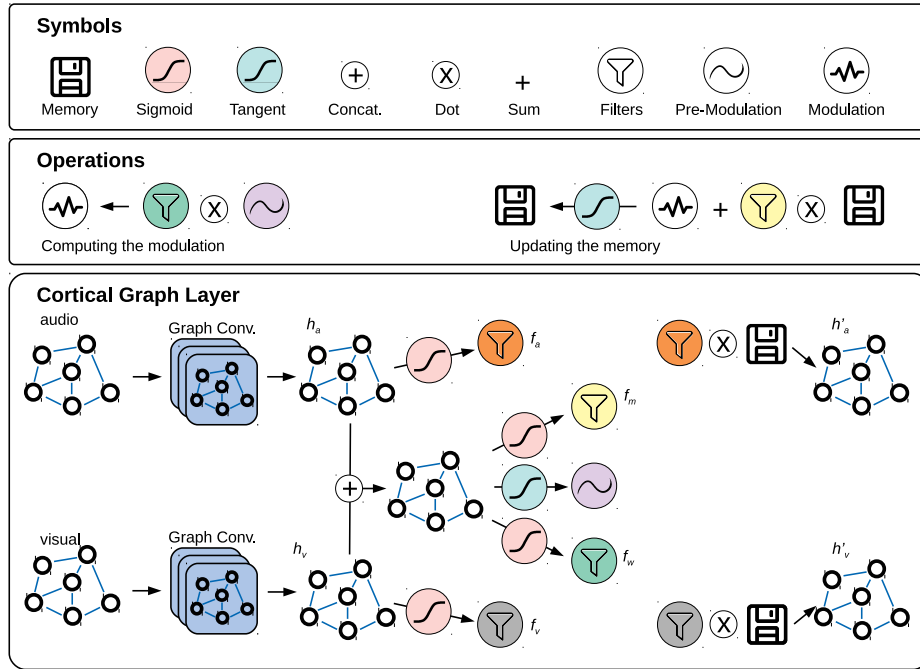 Symbols
Memory Sigmoid Tangent Concat. Dot Sum Filters Pre-Modulation Modulation
Operations
Computing the modulation Updating the memory
Cortical Graph Layer
audio Graph Conv. h_a f_a h'_a
f_m
visual Graph Conv. h_v f_w h'_v
f_v